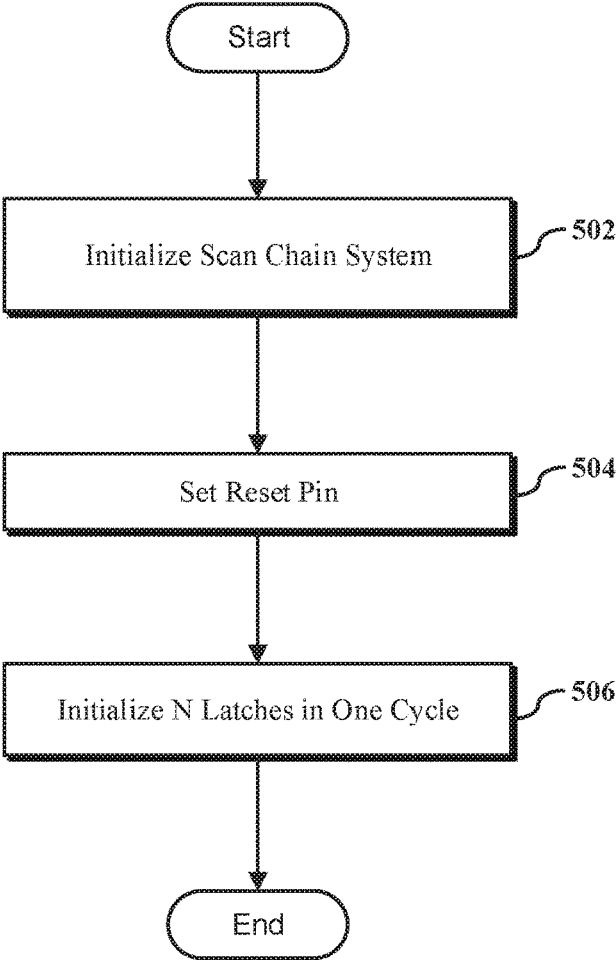 Start
Initialize Scan Chain System
502
Set Reset Pin
504
Initialize N Latches in One Cycle
506
End